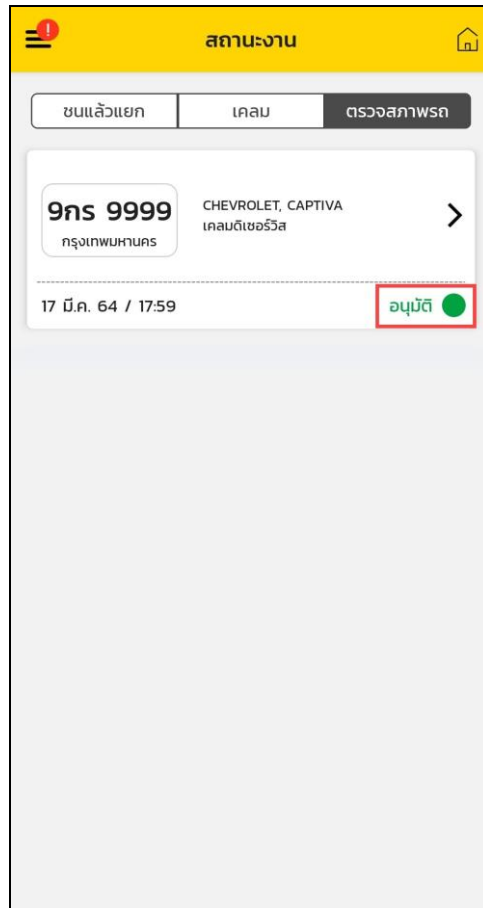 !
สถานะงาน
ชนแล้วแยก
เคลม
ตรวจสภาพรถ
9กร 9999
กรุงเทพมหานคร
CHEVROLET, CAPTIVA
เคลมดิเซอร์วิส
17 มี.ค. 64 / 17:59
อนุมัติ